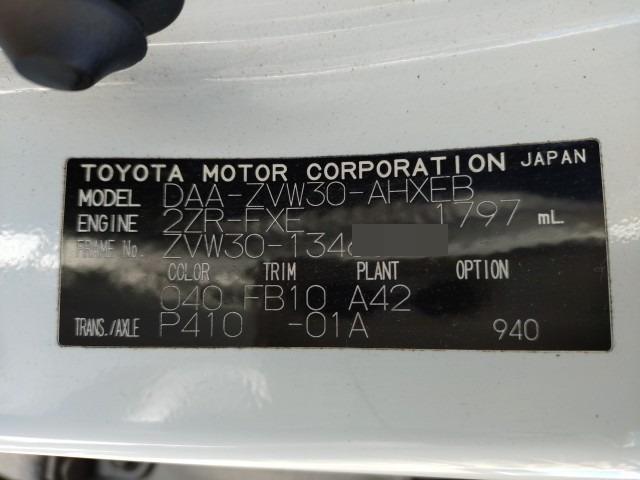 TOYOTA MOTOR CORPORATION JAPAN
MODEL DAA-ZVW30-AHXEB
ENGINE 2ZR-FXE 1797 mL
FRAME No. ZVW30-1346
COLOR TRIM PLANT OPTION
040 FB10 A42
TRANS./AXLE P410 -01A 940